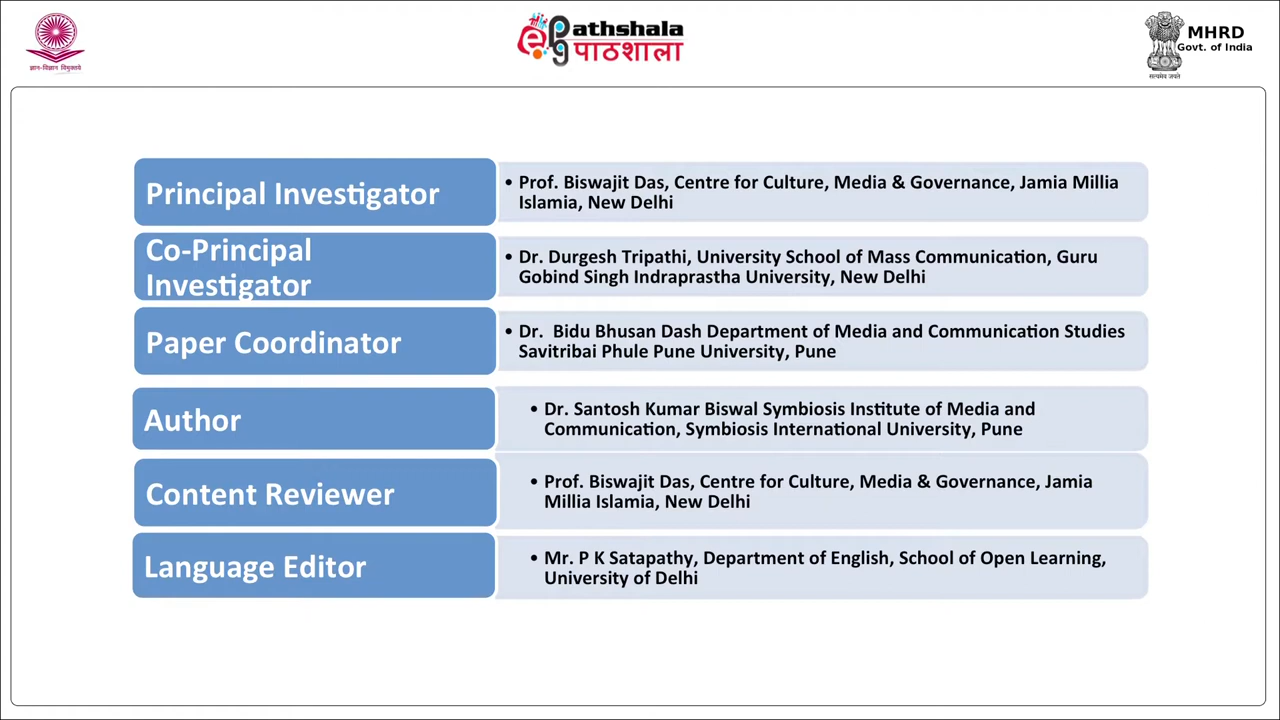 ज्ञान-विज्ञान विमुक्तये
ePathshala
पाठशाला
MHRD
Govt. of India
सत्यमेव जयते
Principal Investigator
• Prof. Biswajit Das, Centre for Culture, Media & Governance, Jamia Millia
Islamia, New Delhi
Co-Principal
Investigator
• Dr. Durgesh Tripathi, University School of Mass Communication, Guru
Gobind Singh Indraprastha University, New Delhi
Paper Coordinator
• Dr.  Bidu Bhusan Dash Department of Media and Communication Studies
Savitribai Phule Pune University, Pune
Author
• Dr. Santosh Kumar Biswal Symbiosis Institute of Media and
Communication, Symbiosis International University, Pune
Content Reviewer
• Prof. Biswajit Das, Centre for Culture, Media & Governance, Jamia
Millia Islamia, New Delhi
Language Editor
• Mr. P K Satapathy, Department of English, School of Open Learning,
University of Delhi